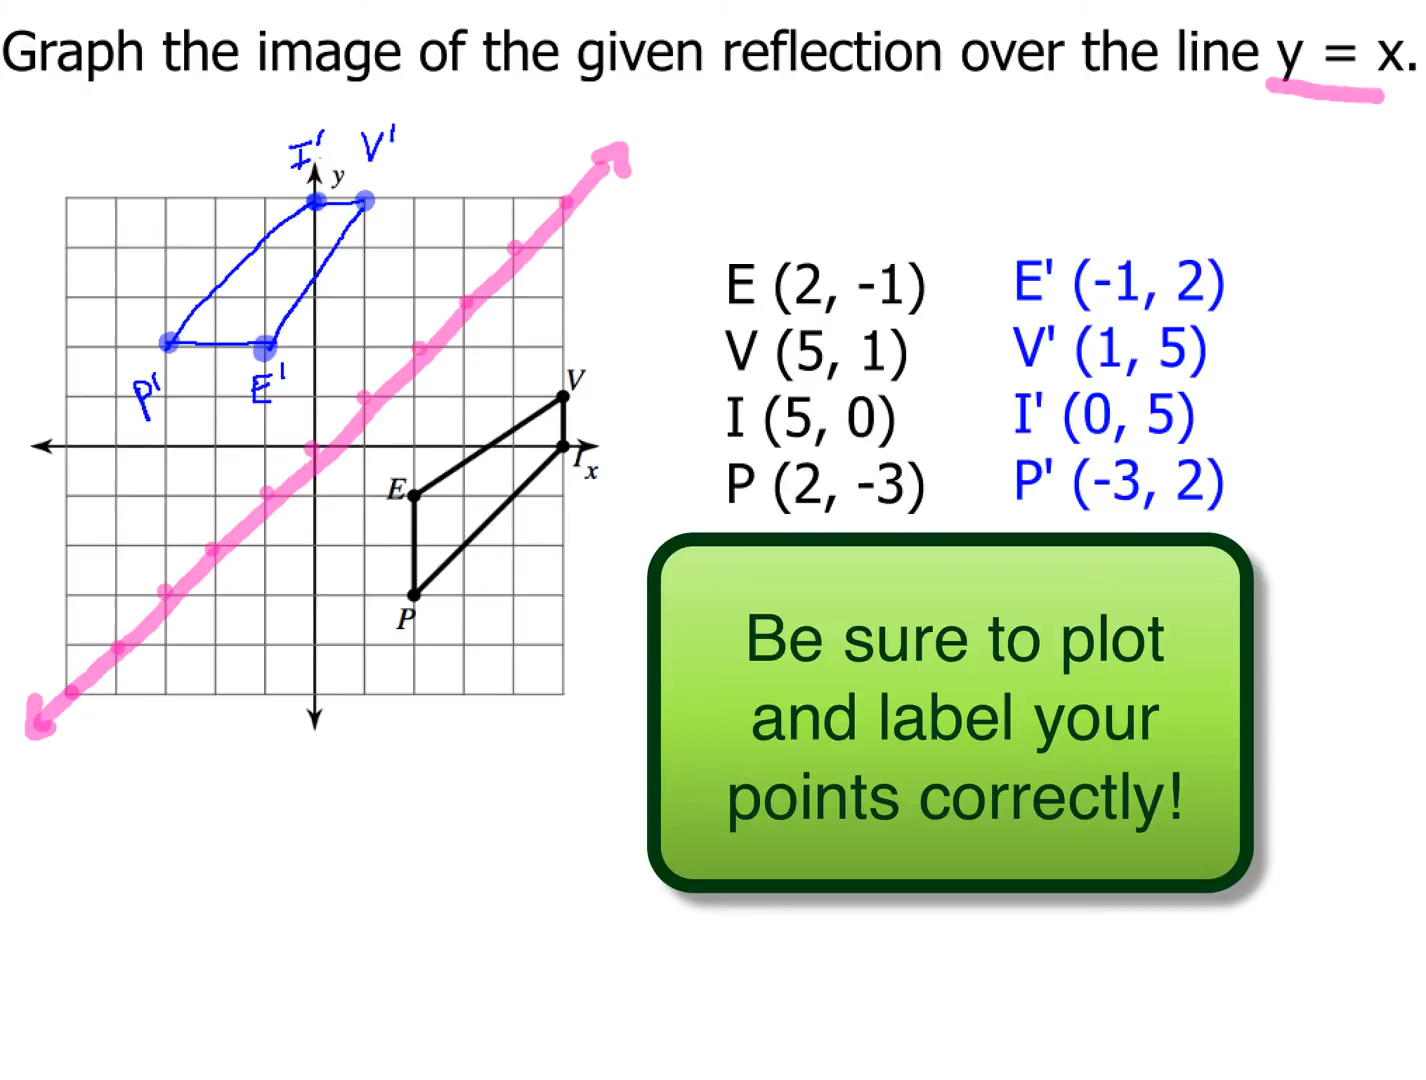 Graph the image of the given reflection over the line y = x.
I' V'
y
P' E'
V
I
x
E
P
E (2, -1) E' (-1, 2)
V (5, 1) V' (1, 5)
I (5, 0) I' (0, 5)
P (2, -3) P' (-3, 2)
Be sure to plot
and label your
points correctly!